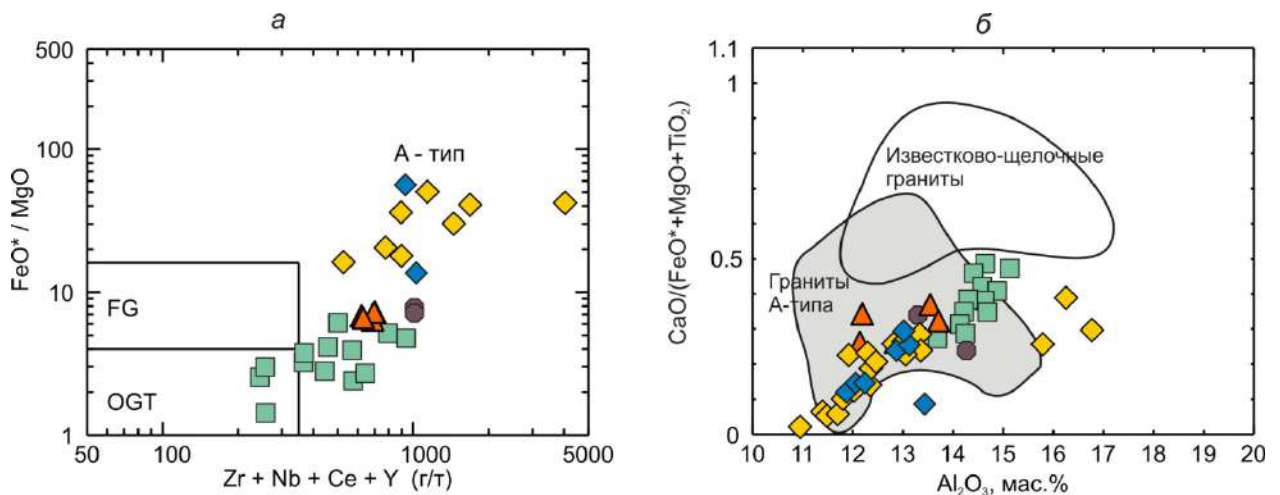 а
500
100
10
1
FeO* / MgO
А - тип
FG
OGT
50
100
1000
5000
Zr + Nb + Ce + Y (г/т)
б
1.1
1
0.5
0
CaO/(FeO*+MgO+TiO₂)
Известково-щелочные
граниты
Граниты
А-типа
10
11
12
13
14
15
16
17
18
19
20
Al₂O₃, мас.%